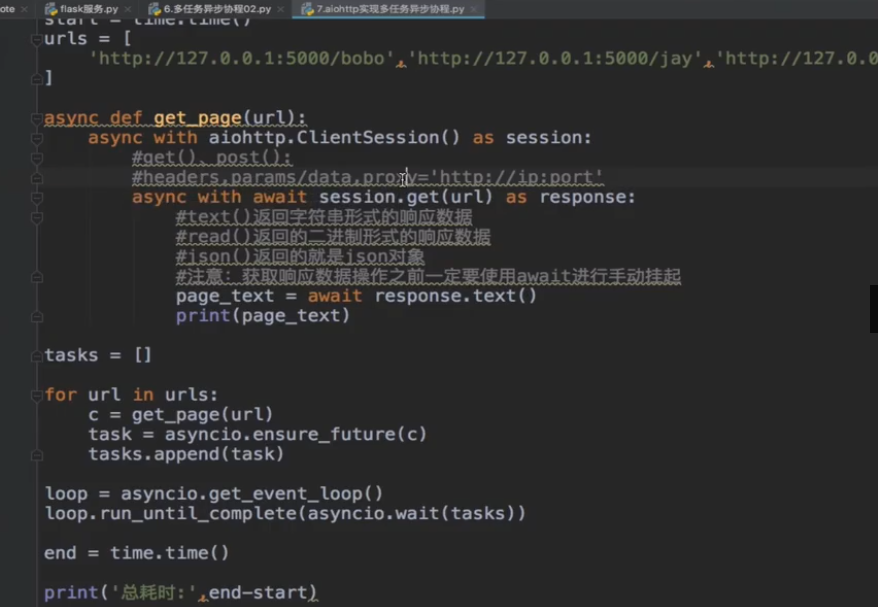 ote flask服务.py 6.多任务异步协程02.py 7.aiohttp实现多任务异步协程.py
start = time.time()
urls = [
    'http://127.0.0.1:5000/bobo','http://127.0.0.1:5000/jay','http://127.0.0
]
async def get_page(url):
    async with aiohttp.ClientSession() as session:
        #get()、post():
        #headers,params/data,proxy='http://ip:port'
        async with await session.get(url) as response:
            #text()返回字符串形式的响应数据
            #read()返回的二进制形式的响应数据
            #json()返回的就是json对象
            #注意：获取响应数据操作之前一定要使用await进行手动挂起
            page_text = await response.text()
            print(page_text)
tasks = []
for url in urls:
    c = get_page(url)
    task = asyncio.ensure_future(c)
    tasks.append(task)
loop = asyncio.get_event_loop()
loop.run_until_complete(asyncio.wait(tasks))
end = time.time()
print('总耗时:',end-start)